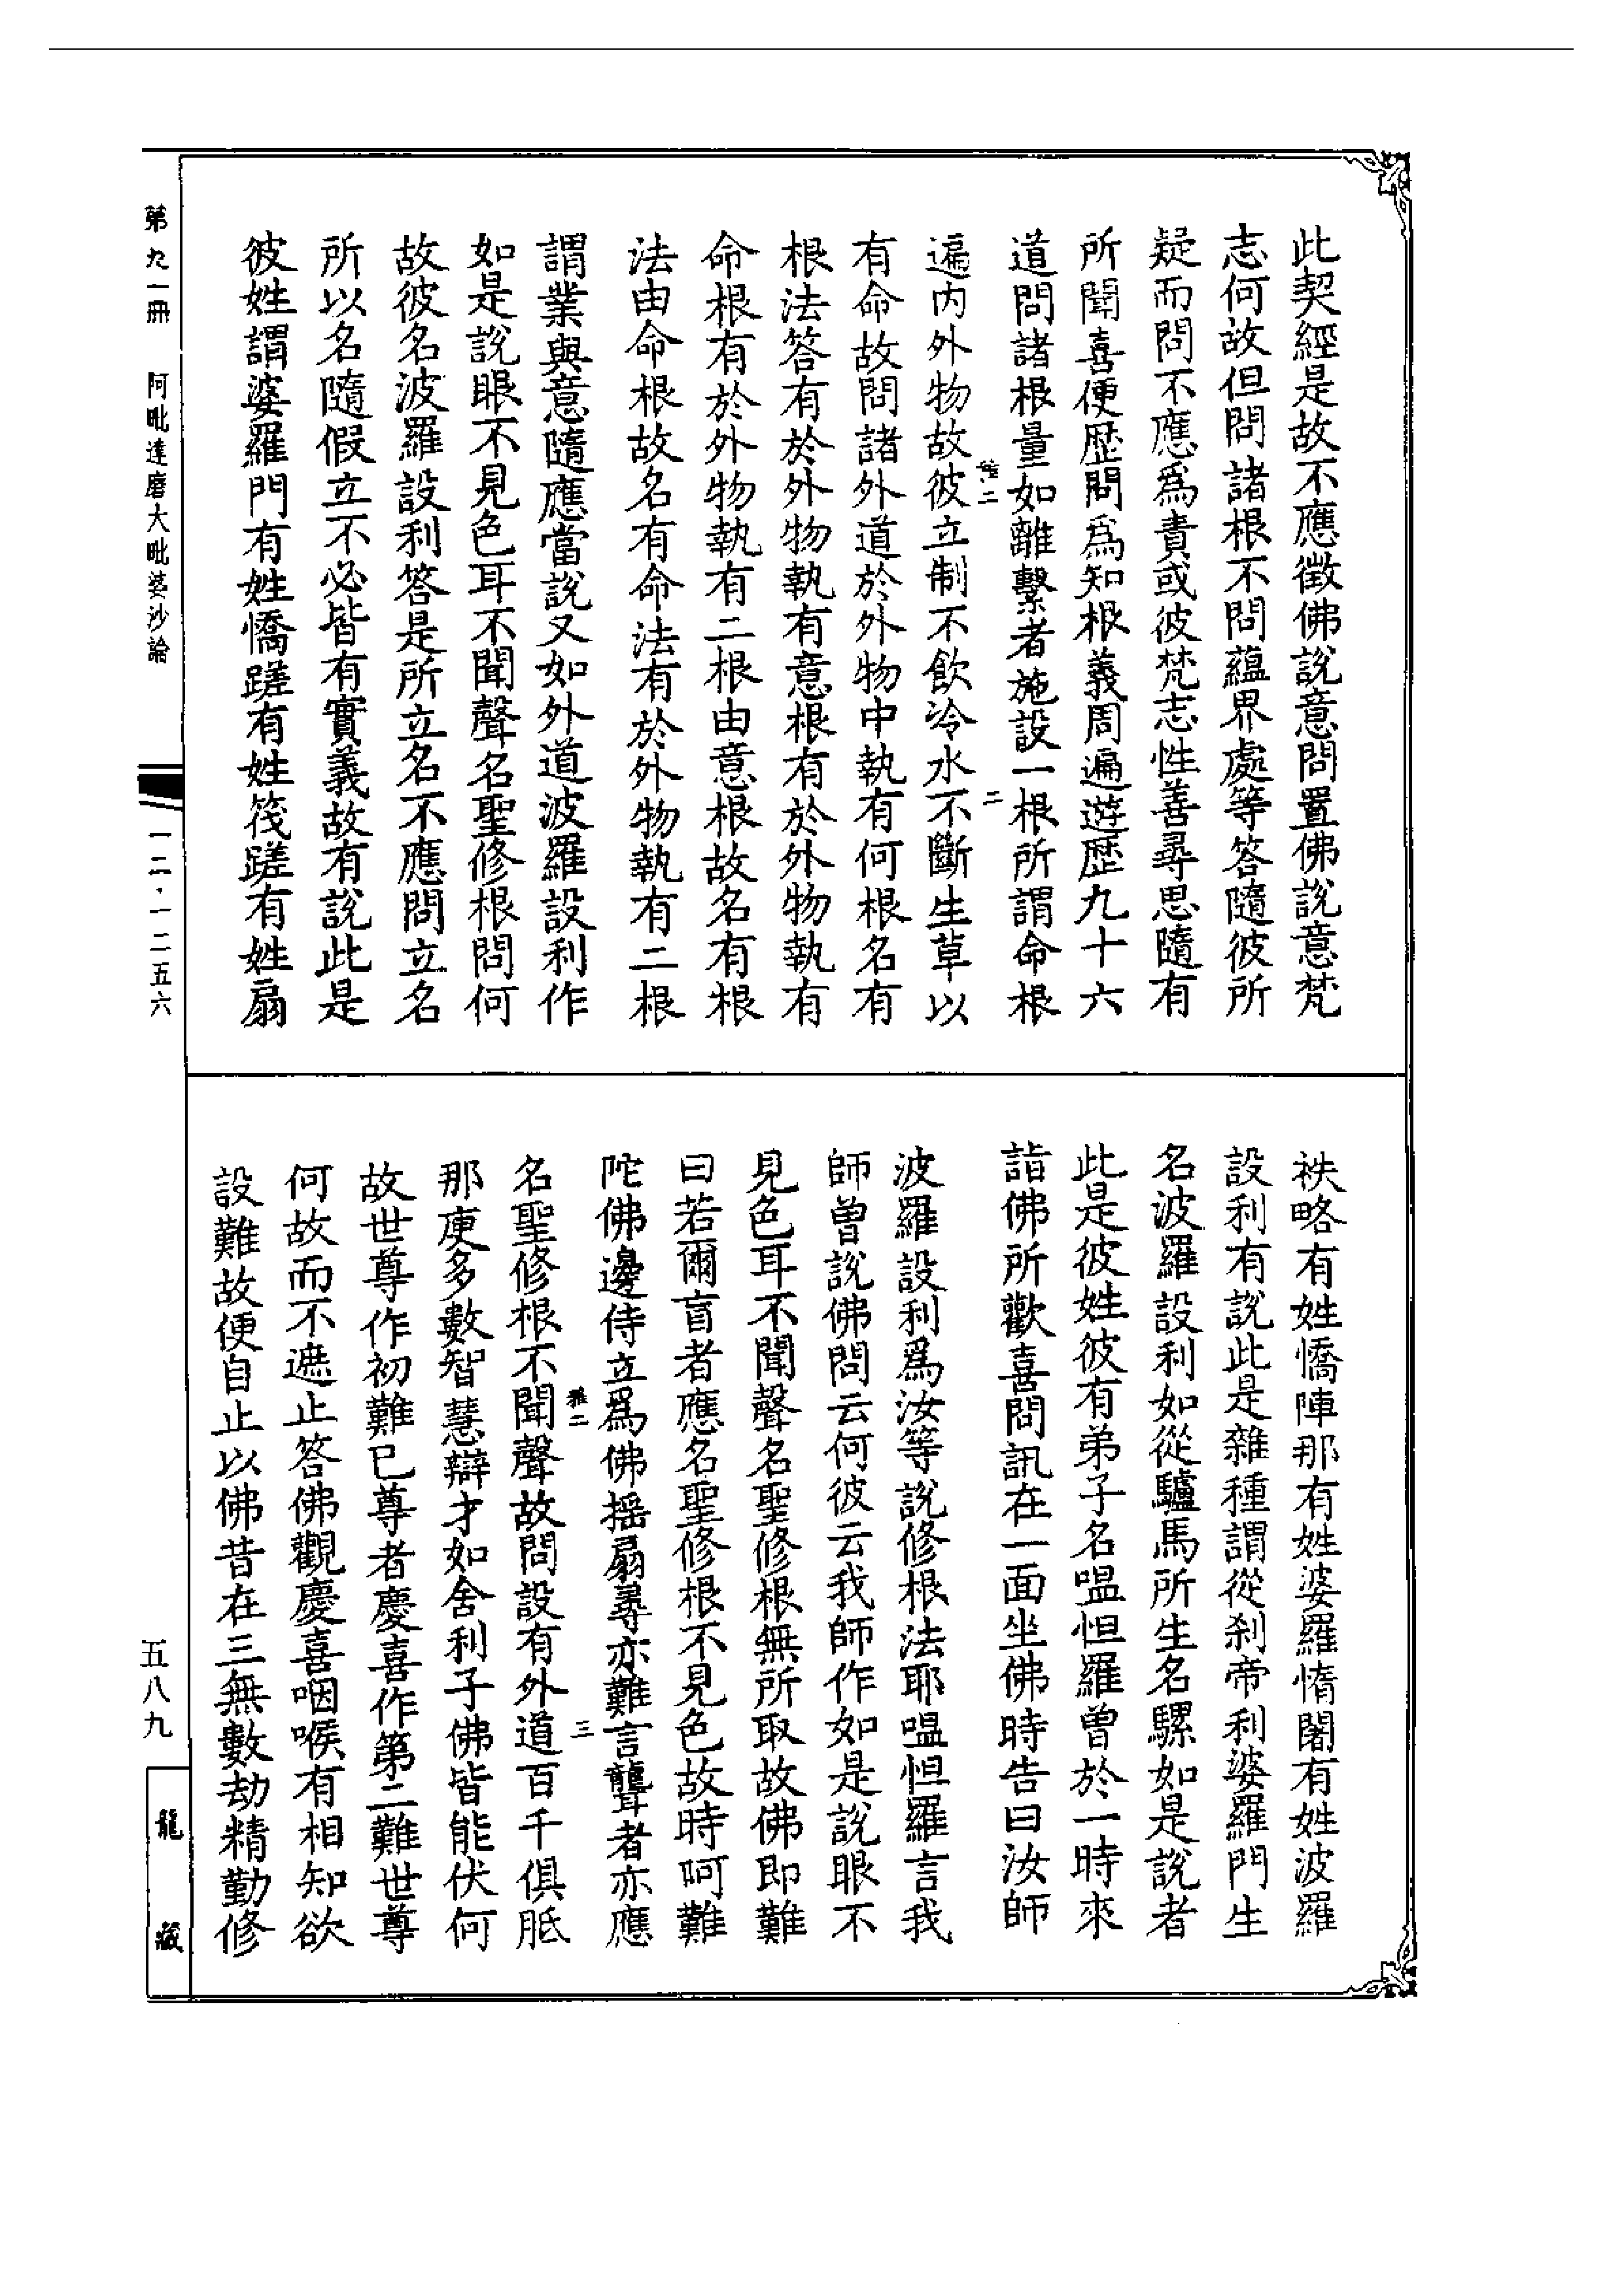 此契經是故不應徵佛說意問置佛說意梵
志何故但問諸根不問蘊界處等答隨彼所
疑而問不應爲責或彼梵志性善尋思隨有
所聞喜便歷問爲知根義周遍遊歷九十六
道問諸根量如離繫者施設一根所謂命根
遍內外物故彼立制不飲冷水不斷生草以
有命故問諸外道於外物中執有何根名有
根法答有於外物執有意根有於外物執有
命根有於外物執有二根由意根故名有根
法由命根故名有命法有於外物執有二根
謂業與意隨應當說又如外道波羅設利作
如是說眼不見色耳不聞聲名聖修根問何
故彼名波羅設利答是所立名不應問立名
所以名隨假立不必皆有實義故有說此是
彼姓謂婆羅門有姓憍蹉有姓筏蹉有姓扇
袟略有姓憍陣那有姓婆羅惰闍有姓波羅
設利有說此是雜種謂從刹帝利婆羅門生
名波羅設利如從驢馬所生名騾如是說者
此是彼姓彼有弟子名嗢怛羅曾於一時來
詣佛所歡喜問訊在一面坐佛時告曰汝師
波羅設利爲汝等說修根法耶嗢怛羅言我
師曾說佛問云何彼云我師作如是說眼不
見色耳不聞聲名聖修根無所取故佛即難
曰若爾盲者應名聖修根不見色故時阿難
陀佛邊侍立爲佛搖扇尋亦難言聾者亦應
名聖修根不聞聲故問設有外道百千俱胝
那庾多數智慧辯才如舍利子佛皆能伏何
故世尊作初難已尊者慶喜作第二難世尊
何故而不遮止答佛觀慶喜咽喉有相知欲
設難故便自止以佛昔在三無數劫精勤修
第九一冊 阿毗達磨大毗婆沙論
一二·一二五六
五八九
龍藏
二
三